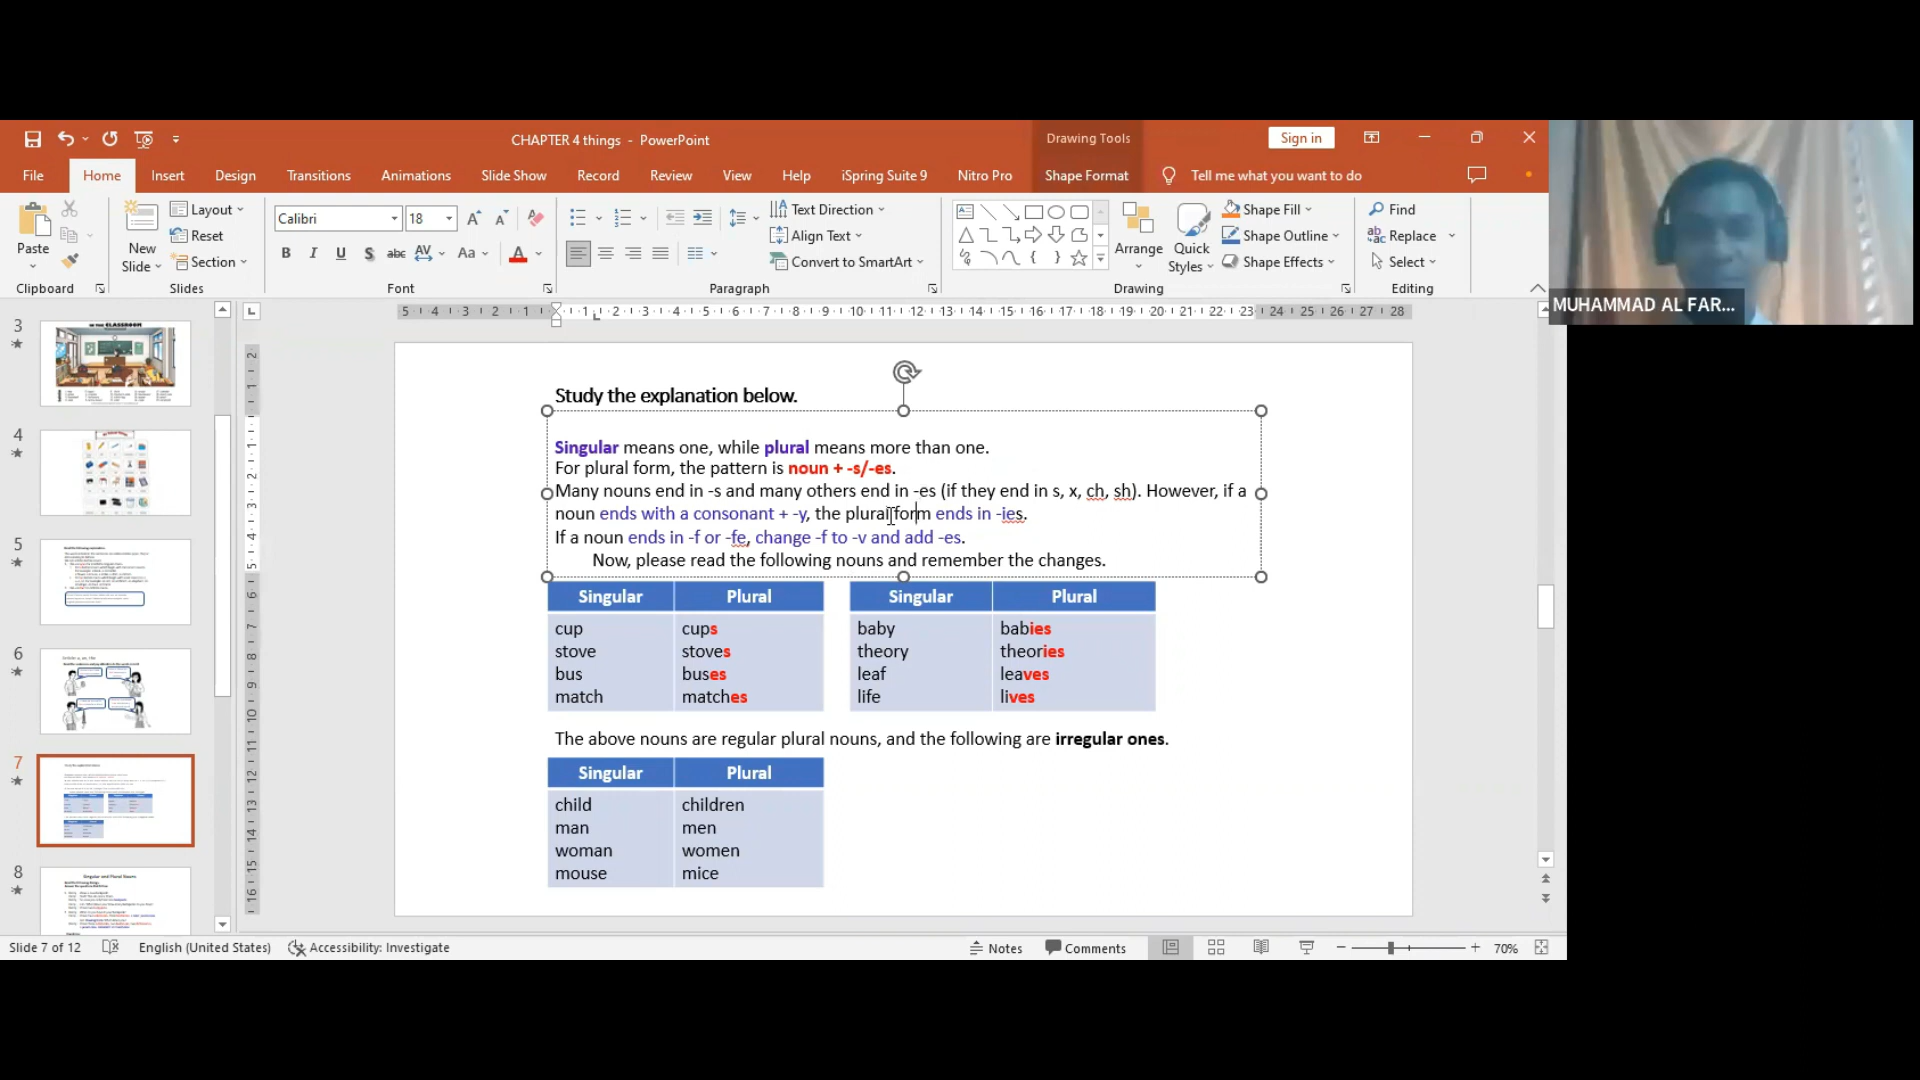 CHAPTER 4 things - PowerPoint
Drawing Tools
Sign in
File Home Insert Design Transitions Animations Slide Show Record Review View Help iSpring Suite 9 Nitro Pro Shape Format Tell me what you want to do
Paste
New Slide
Layout
Reset
Section
Calibri 18
Text Direction
Align Text
Convert to SmartArt
Arrange
Quick Styles
Shape Fill
Shape Outline
Shape Effects
Find
Replace
Select
Clipboard Slides Font Paragraph Drawing Editing
MUHAMMAD AL FAR...
3
4
5
6
7
8
Study the explanation below.
Singular means one, while plural means more than one.
For plural form, the pattern is noun + -s/-es.
Many nouns end in -s and many others end in -es (if they end in s, x, ch, sh). However, if a
noun ends with a consonant + -y, the plural form ends in -ies.
If a noun ends in -f or -fe, change -f to -v and add -es.
Now, please read the following nouns and remember the changes.
Singular Plural Singular Plural
cup cups baby babies
stove stoves theory theories
bus buses leaf leaves
match matches life lives
The above nouns are regular plural nouns, and the following are irregular ones.
Singular Plural
child children
man men
woman women
mouse mice
Slide 7 of 12 English (United States) Accessibility: Investigate Notes Comments 70%